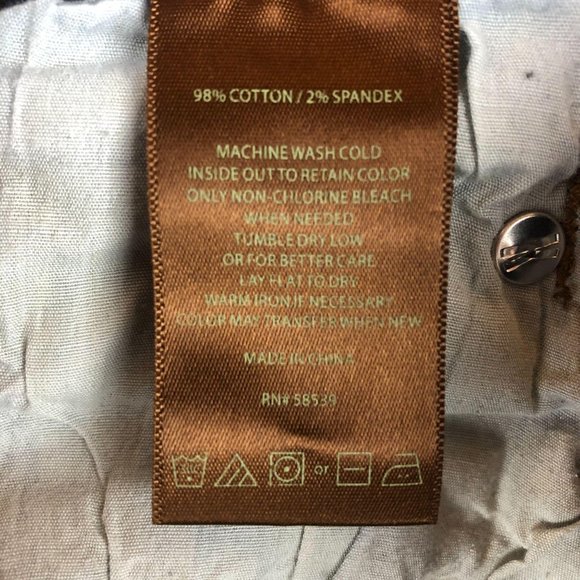 98% COTTON / 2% SPANDEX
MACHINE WASH COLD
INSIDE OUT TO RETAIN COLOR
ONLY NON-CHLORINE BLEACH
WHEN NEEDED
TUMBLE DRY LOW
OR FOR BETTER CARE
LAY FLAT TO DRY
WARM IRON IF NECESSARY
COLOR MAY TRANSFER WHEN NEW
MADE IN CHINA
RN# 58539
or